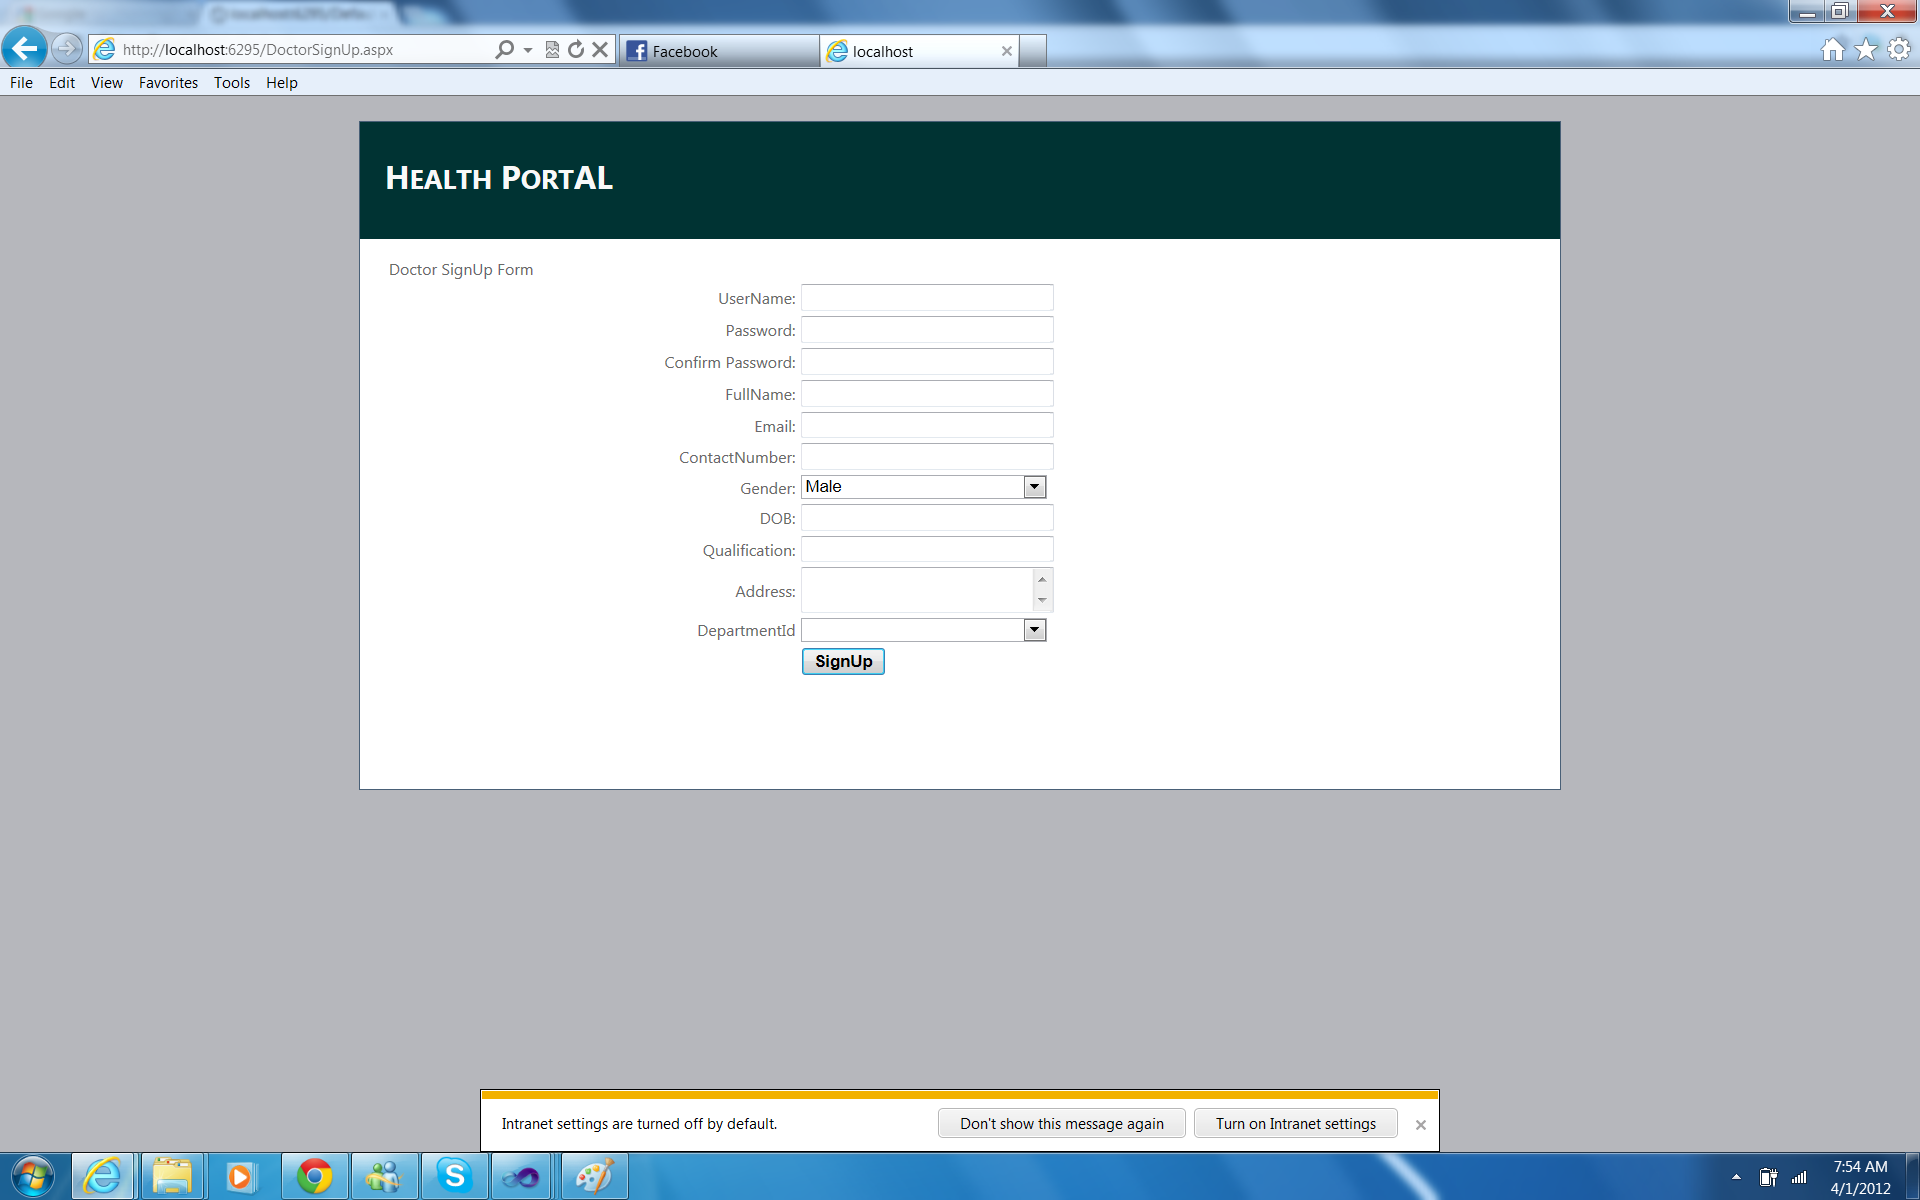 http://localhost:6295/DoctorSignUp.aspx
Facebook
localhost
File Edit View Favorites Tools Help
HEALTH PORTAL
Doctor SignUp Form
UserName:
Password:
Confirm Password:
FullName:
Email:
ContactNumber:
Gender: Male
DOB:
Qualification:
Address:
DepartmentId
SignUp
Intranet settings are turned off by default. Don't show this message again Turn on Intranet settings
7:54 AM
4/1/2012